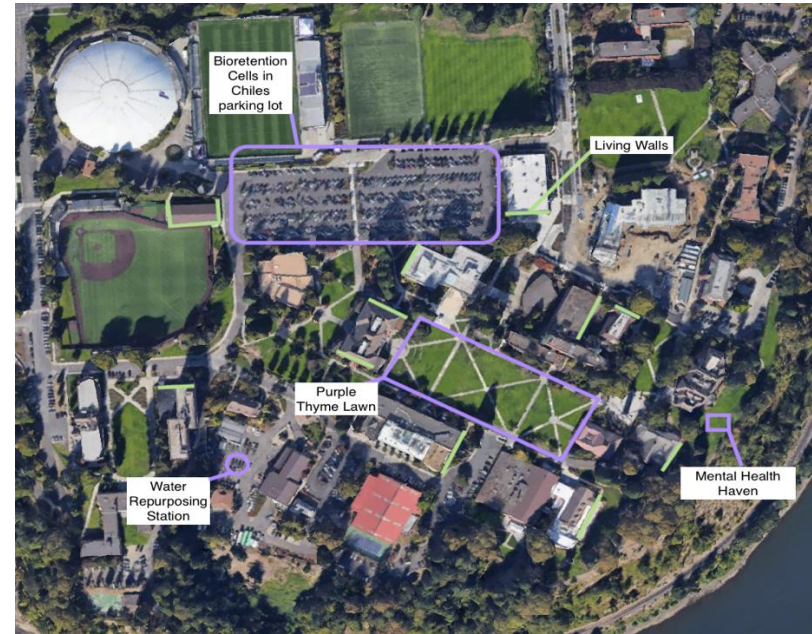 Bioretention
Cells in
Chiles
parking lot
Living Walls
Purple
Thyme Lawn
Water
Repurposing
Station
Mental Health
Haven